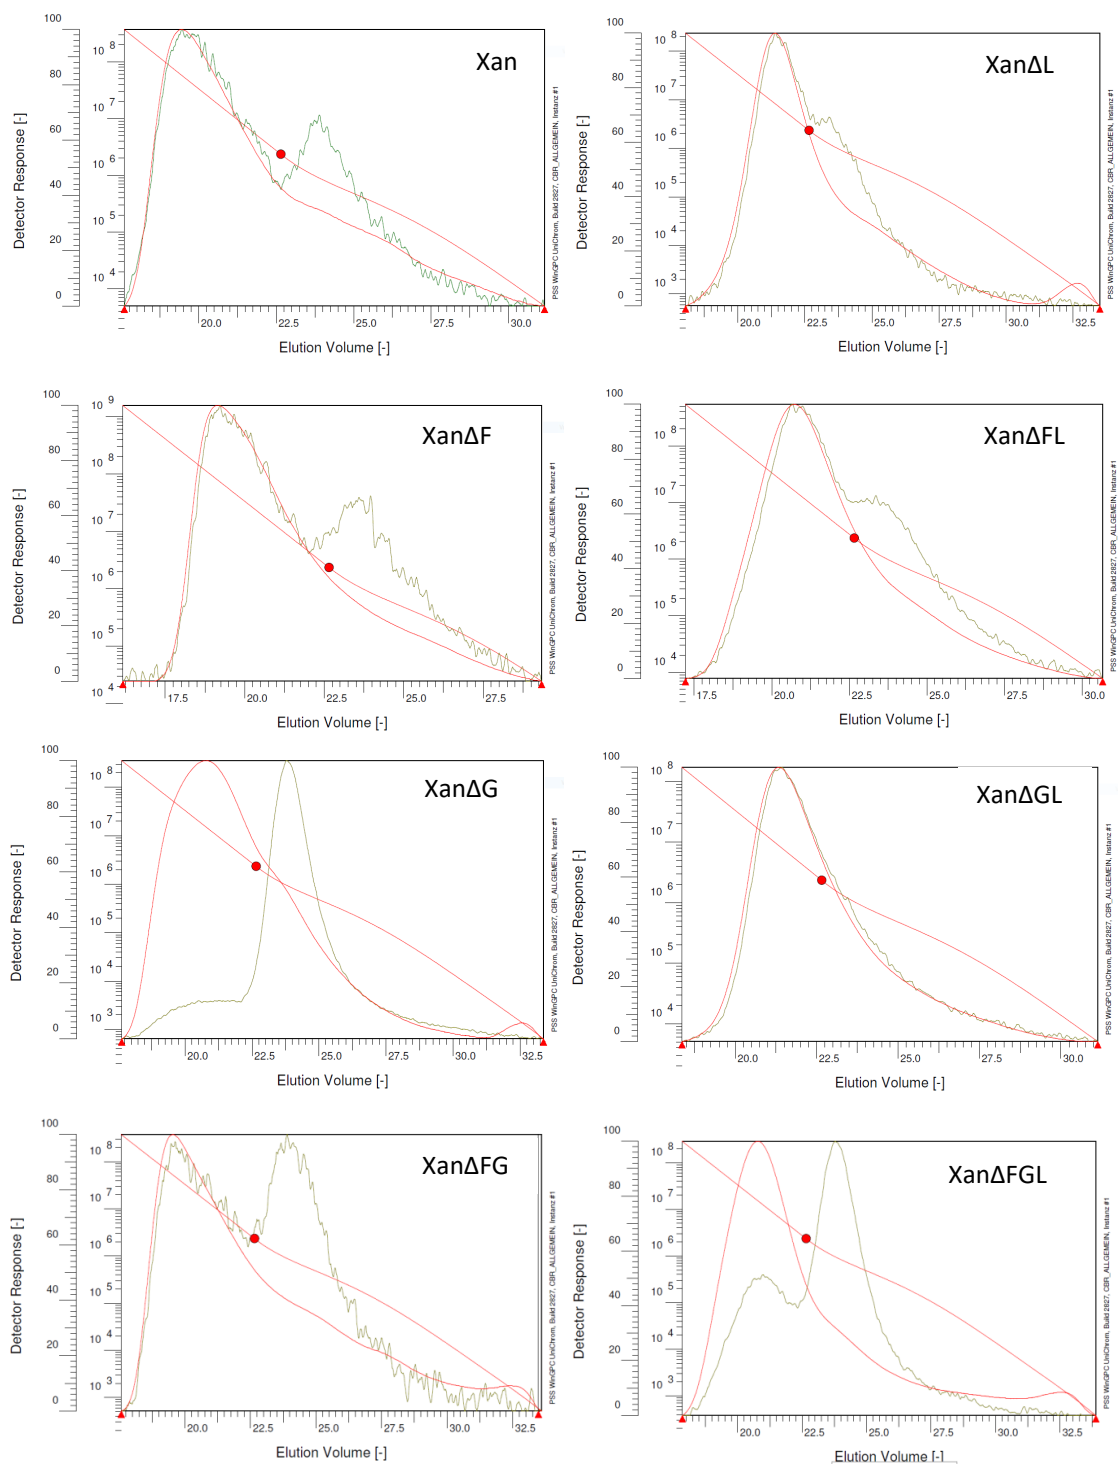 Xan
100
80
60
40
20
0
10 8
10 7
10 6
10 5
10 4
Detector Response [-]
20.0 22.5 25.0 27.5 30.0
Elution Volume [-]
PSS WinGPC UniChrom, Build 2827, CBR_ALLGEMEIN, Instanz #1
XanΔL
100
80
60
40
20
0
10 8
10 7
10 6
10 5
10 4
10 3
Detector Response [-]
20.0 22.5 25.0 27.5 30.0 32.5
Elution Volume [-]
PSS WinGPC UniChrom, Build 2827, CBR_ALLGEMEIN, Instanz #1
XanΔF
100
80
60
40
20
0
10 9
10 8
10 7
10 6
10 5
10 4
Detector Response [-]
17.5 20.0 22.5 25.0 27.5
Elution Volume [-]
PSS WinGPC UniChrom, Build 2827, CBR_ALLGEMEIN, Instanz #1
XanΔFL
100
80
60
40
20
0
10 8
10 7
10 6
10 5
10 4
Detector Response [-]
17.5 20.0 22.5 25.0 27.5 30.0
Elution Volume [-]
PSS WinGPC UniChrom, Build 2827, CBR_ALLGEMEIN, Instanz #1
XanΔG
100
80
60
40
20
0
10 8
10 7
10 6
10 5
10 4
10 3
Detector Response [-]
20.0 22.5 25.0 27.5 30.0 32.5
Elution Volume [-]
PSS WinGPC UniChrom, Build 2827, CBR_ALLGEMEIN, Instanz #1
XanΔGL
100
80
60
40
20
0
10 8
10 7
10 6
10 5
10 4
Detector Response [-]
20.0 22.5 25.0 27.5 30.0
Elution Volume [-]
PSS WinGPC UniChrom, Build 2827, CBR_ALLGEMEIN, Instanz #1
XanΔFG
100
80
60
40
20
0
10 8
10 7
10 6
10 5
10 4
10 3
Detector Response [-]
20.0 22.5 25.0 27.5 30.0 32.5
Elution Volume [-]
PSS WinGPC UniChrom, Build 2827, CBR_ALLGEMEIN, Instanz #1
XanΔFGL
100
80
60
40
20
0
10 8
10 7
10 6
10 5
10 4
10 3
Detector Response [-]
20.0 22.5 25.0 27.5 30.0 32.5
Elution Volume [-]
PSS WinGPC UniChrom, Build 2827, CBR_ALLGEMEIN, Instanz #1